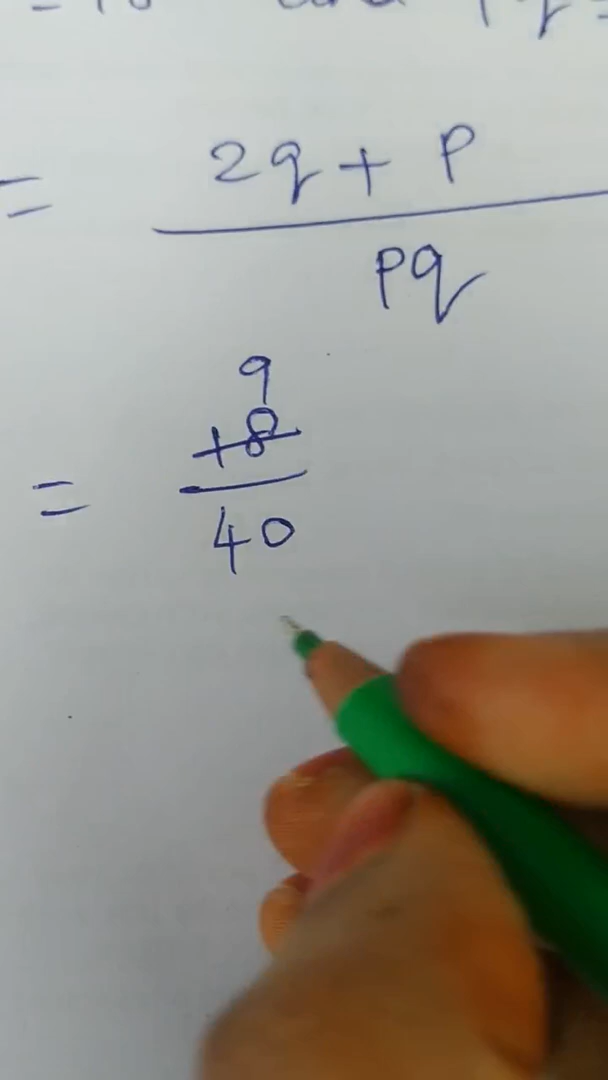 = 2q + p
pq
9
= +8
40